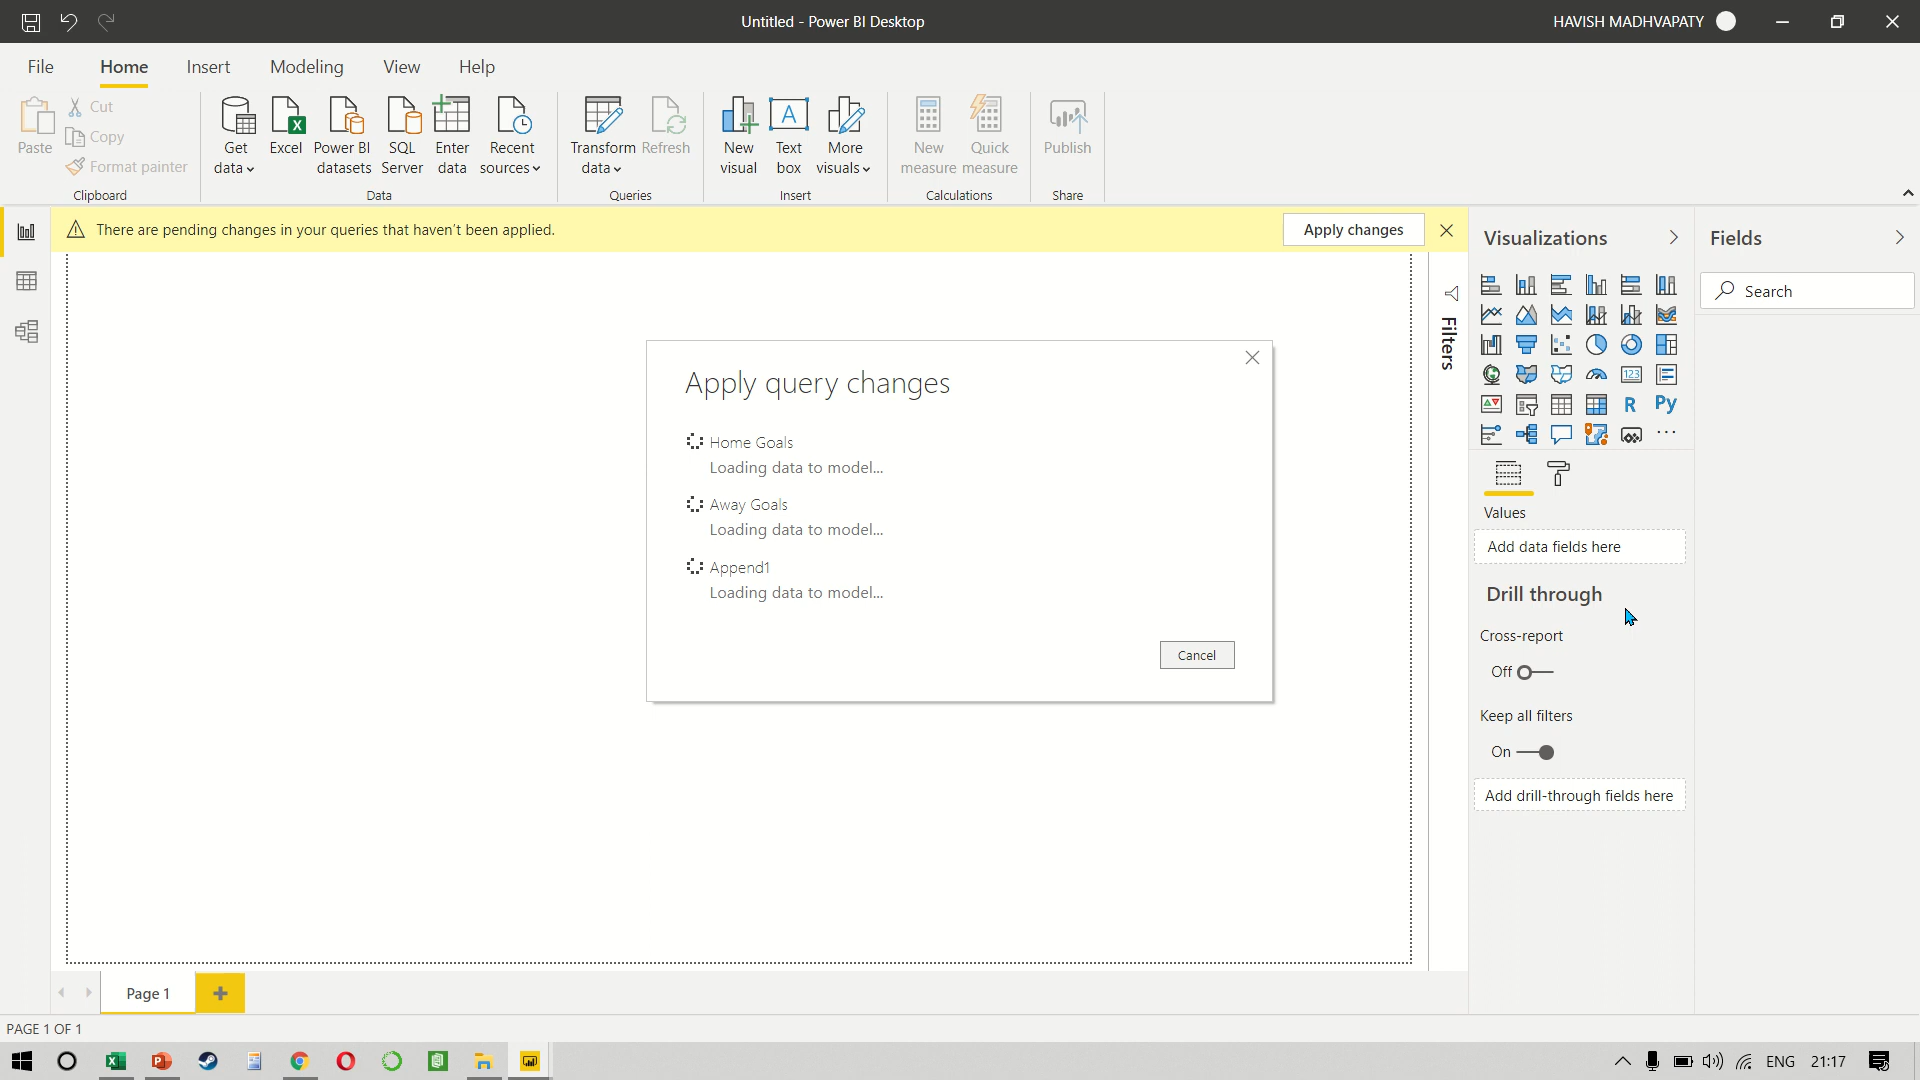 Untitled - Power BI Desktop
HAVISH MADHVAPATY
File
Home
Insert
Modeling
View
Help
Paste
Cut
Copy
Format painter
Clipboard
Get
data
Excel
Power BI
datasets
SQL
Server
Enter
data
Recent
sources
Data
Transform
data
Refresh
Queries
New
visual
Text
box
More
visuals
Insert
New
measure
Quick
measure
Calculations
Publish
Share
There are pending changes in your queries that haven't been applied.
Apply changes
Filters
Visualizations
Fields
Search
123
R
Py
Values
Add data fields here
Drill through
Cross-report
Off
Keep all filters
On
Add drill-through fields here
Apply query changes
Home Goals
Loading data to model...
Away Goals
Loading data to model...
Append1
Loading data to model...
Cancel
Page 1
PAGE 1 OF 1
ENG
21:17